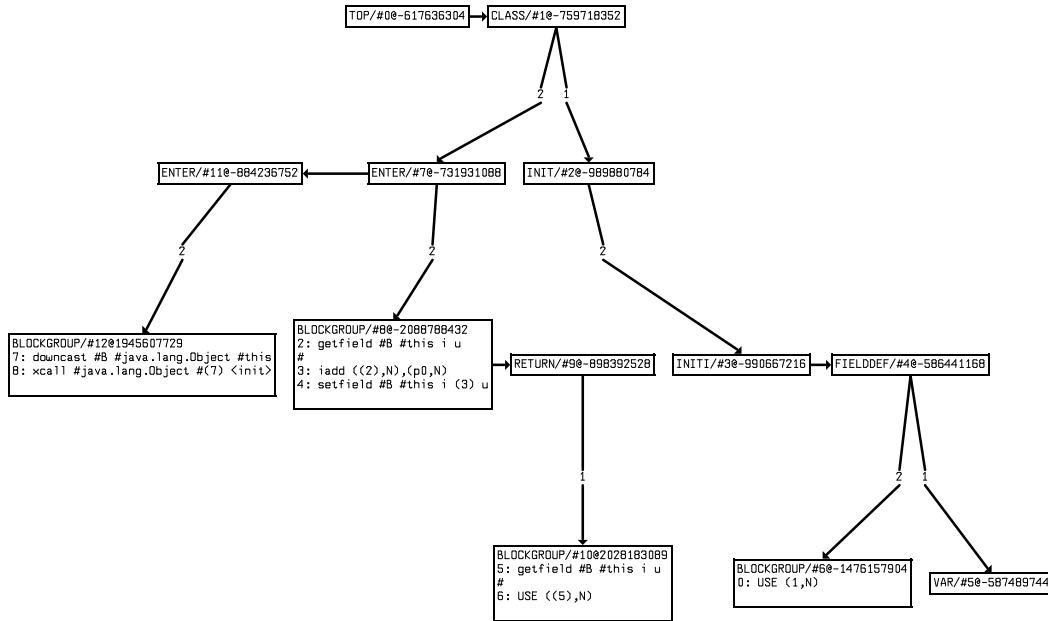 TOP/#0@-617636304
CLASS/#1@-759718352
2
1
ENTER/#11@-884236752
ENTER/#7@-731931088
INIT/#2@-989880784
2
2
2
BLOCKGROUP/#12@1945607729
7: downcast #B #java.lang.Object #this
8: xcall #java.lang.Object #(7) <init>
BLOCKGROUP/#8@-2088788432
2: getfield #B #this i u
#
3: iadd ((2),N),(p0,N)
4: setfield #B #this i (3) u
RETURN/#9@-898392528
INITI/#3@-990667216
FIELDDEF/#4@-586441168
1
2
1
BLOCKGROUP/#10@2028183089
5: getfield #B #this i u
#
6: USE ((5),N)
BLOCKGROUP/#6@-1476157904
0: USE (1,N)
VAR/#5@-587489744